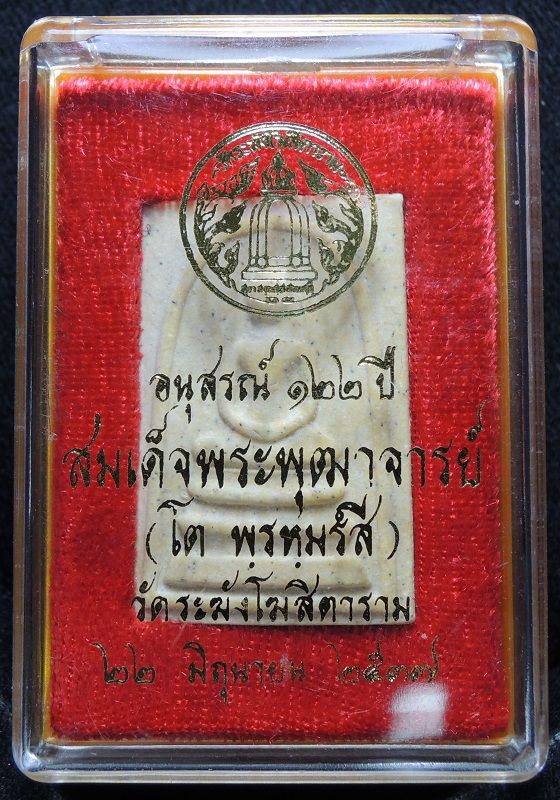 อนุสรณ์ ๑๒๒ ปี
สมเด็จพระพุฒาจารย์
(โต พฺรหฺมรํสี)
วัดระฆังโฆสิตาราม
๒๒ มิถุนายน ๒๕๓๗